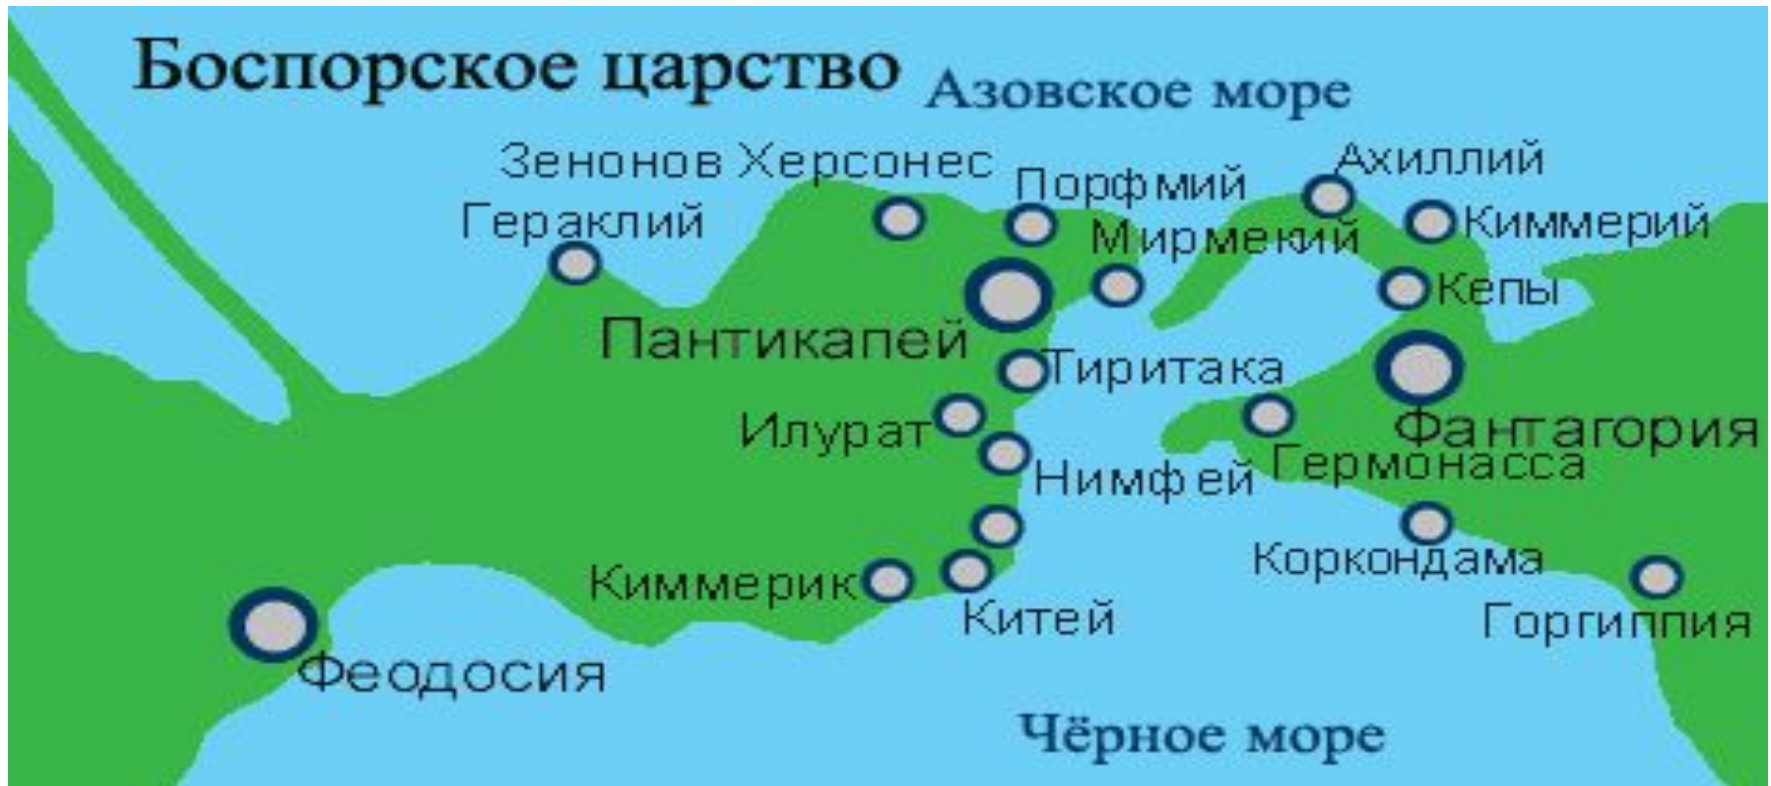 Боспорское царство
Азовское море
Зенонов Херсонес
Ахиллий
Порфмий
Гераклий
Киммерий
Мирмекий
Кепы
Пантикапей
Тиритака
Илурат
Фантагория
Гермонасса
Нимфей
Коркондама
Киммерик
Китей
Горгиппия
Феодосия
Чёрное море